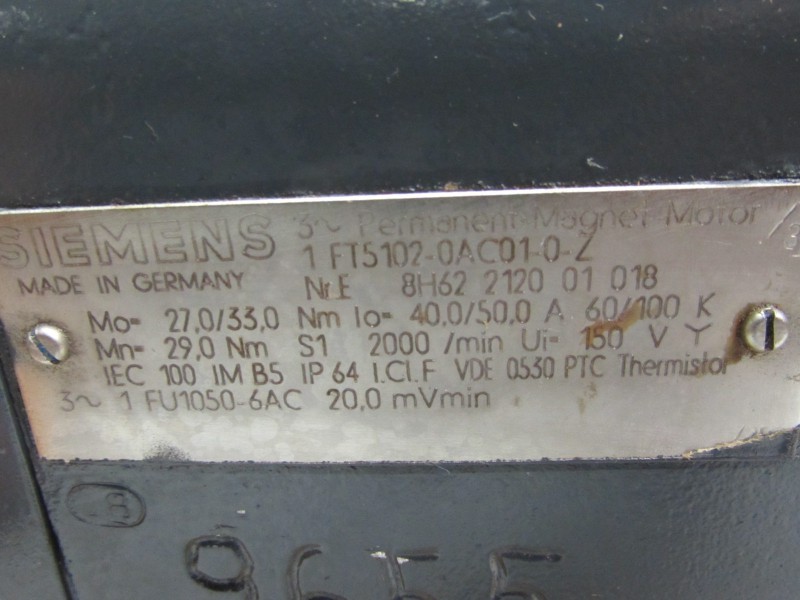 SIEMENS 3~ Permanent-Magnet-Motor
1 FT5102-0AC01-0-Z
MADE IN GERMANY Nr.E 8H62 2120 01 018
Mo= 27,0/33,0 Nm Io= 40,0/50,0 A 60/100 K
Mn= 29,0 Nm S1 2000 /min Ui= 150 V Y
IEC 100 IM B5 IP 64 I.Cl.F VDE 0530 PTC Thermistor
3~ 1 FU1050-6AC 20,0 mVmin